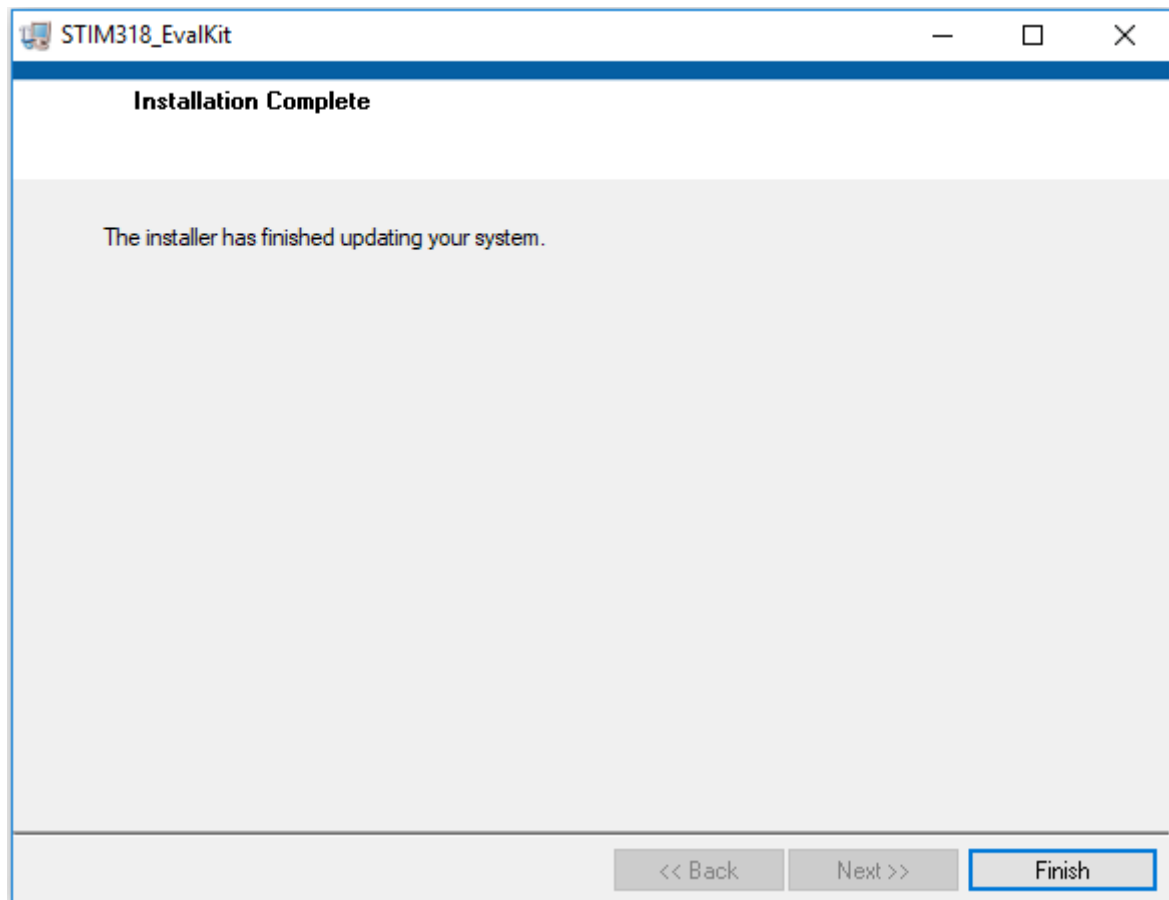 STIM318_EvalKit
Installation Complete
The installer has finished updating your system.
<< Back
Next >>
Finish